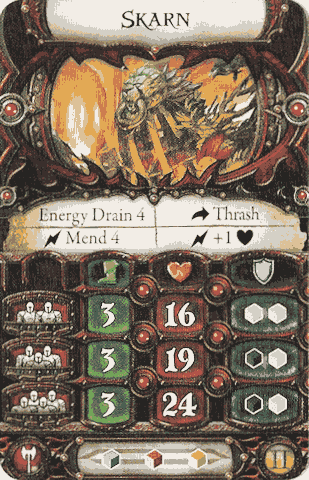 SKARN
Energy Drain 4
Thrash
Mend 4
+1
3 16
3 19
3 24
II